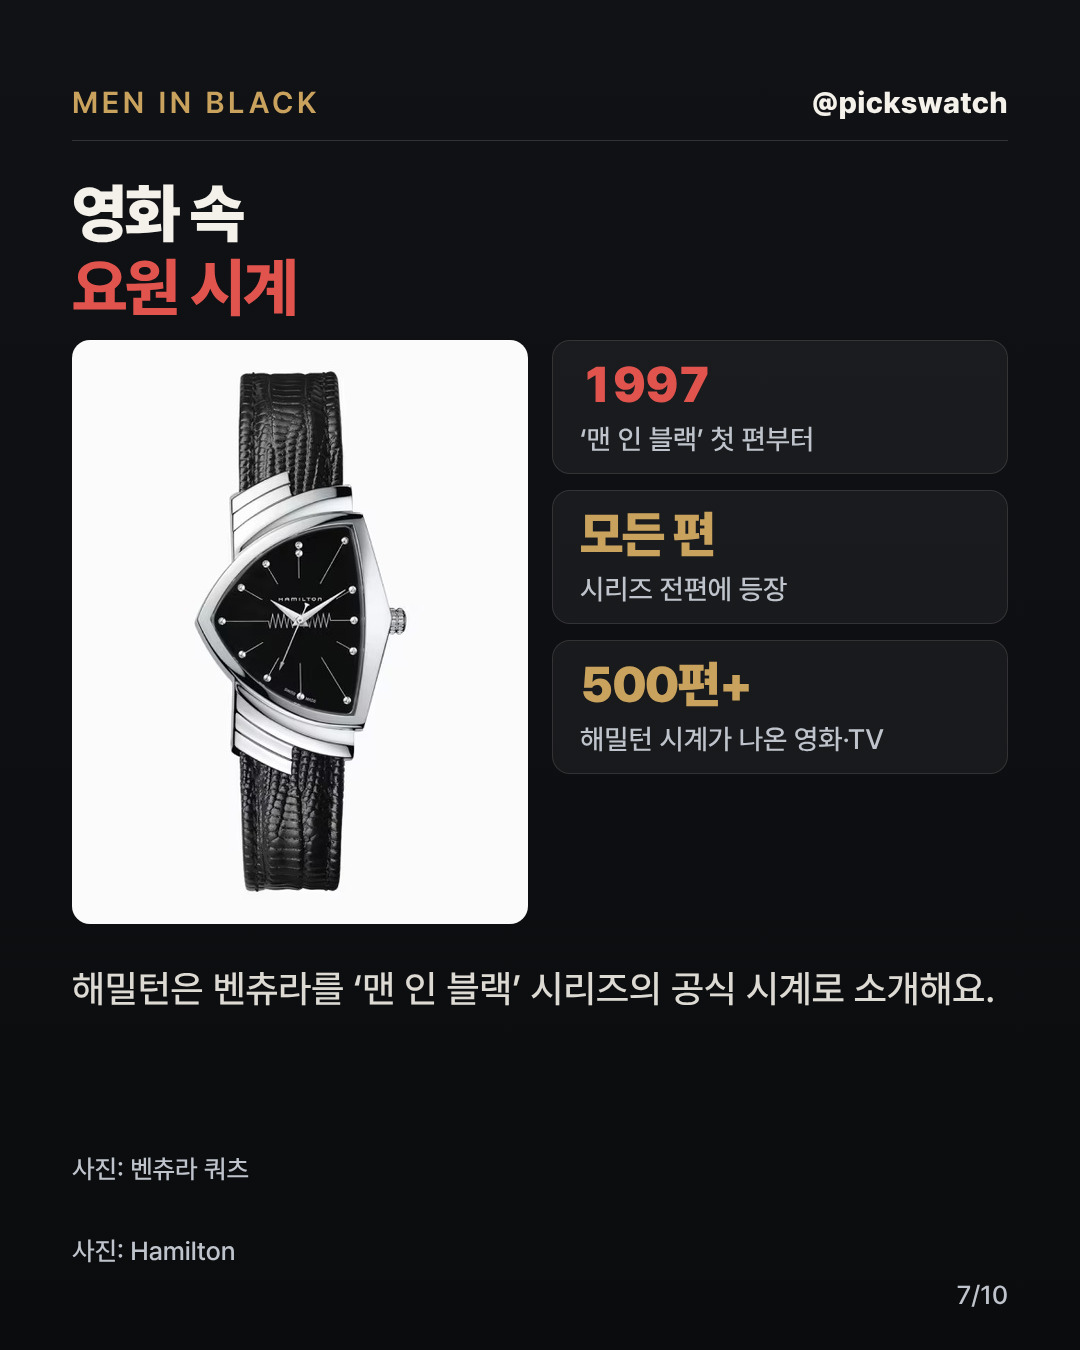 MEN IN BLACK
@pickswatch
영화 속
요원 시계
HAMILTON
1997
‘맨 인 블랙’ 첫 편부터
모든 편
시리즈 전편에 등장
500편+
해밀턴 시계가 나온 영화·TV
해밀턴은 벤츄라를 ‘맨 인 블랙’ 시리즈의 공식 시계로 소개해요.
사진: 벤츄라 쿼츠
사진: Hamilton
7/10